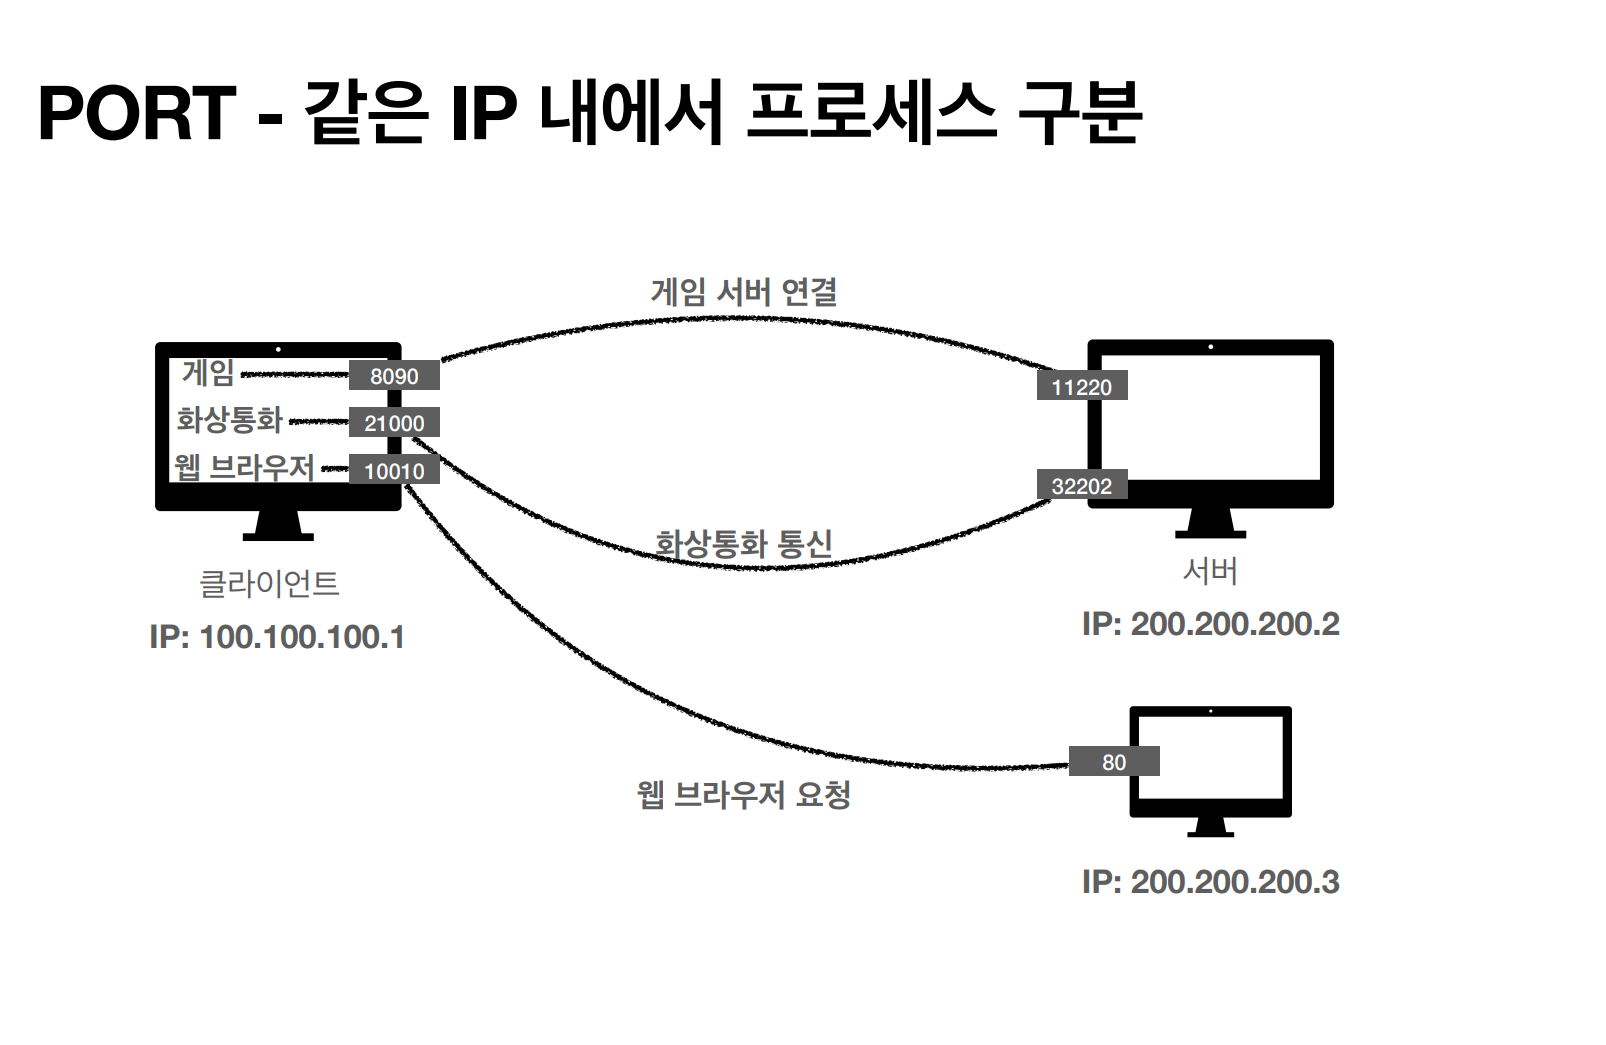 PORT - 같은 IP 내에서 프로세스 구분
게임 서버 연결
게임
8090
화상통화
21000
웹 브라우저
10010
11220
32202
화상통화 통신
클라이언트
IP: 100.100.100.1
서버
IP: 200.200.200.2
80
웹 브라우저 요청
IP: 200.200.200.3